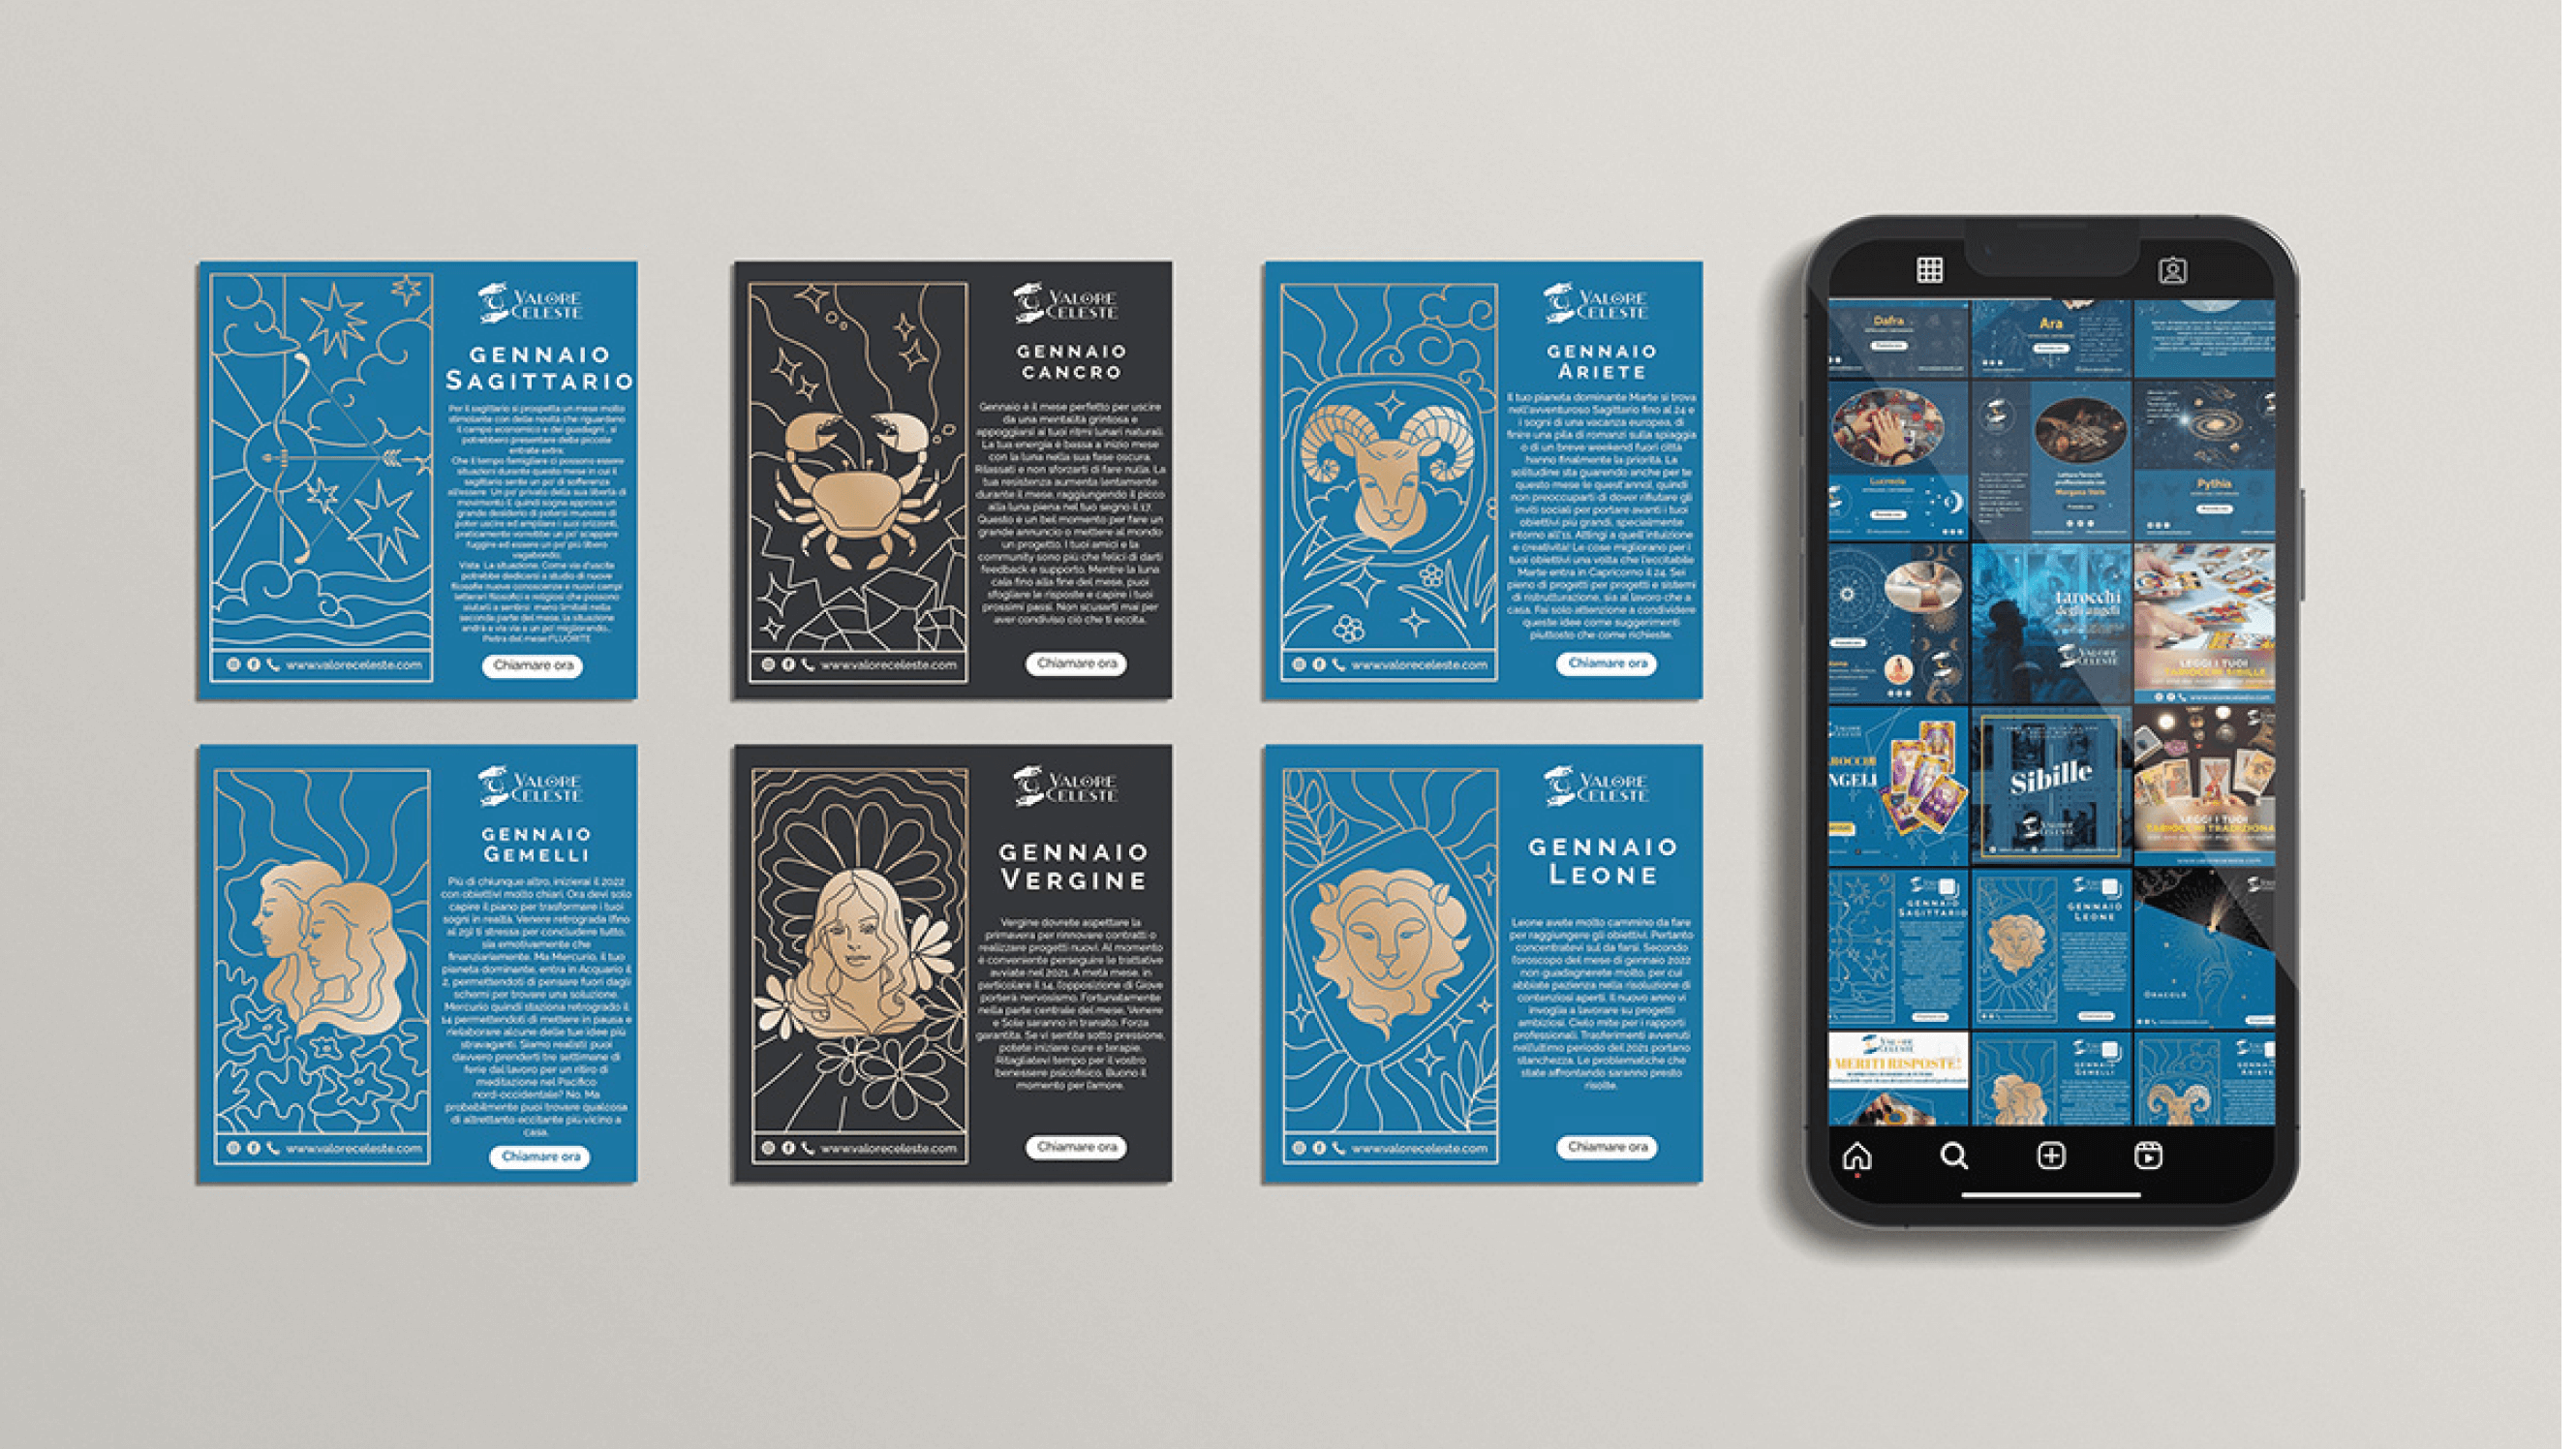 VALORE
CELESTE
GENNAIO
SAGITTARIO
Per il sagittario si prospetta un mese molto
stimolante con delle novità che riguardano
il campo economico e dei guadagni , si
potrebbero presentare delle piccole
entrate extra;
Che il tempo famigliare ci possono essere
situazioni durante questo mese in cui il
sagittario sente un po' di sofferenza
all'essere Un po' privato della sua libertà di
movimento E quindi sogna approva un
grande desiderio di potersi muovere di
poter uscire ed ampliare i suoi orizzonti,
praticamente vorrebbe un po' scappare
fuggire ed essere un po' più libero
vagabondo;
Vista La situazione. Come via d'uscita
potrebbe dedicarsi a studio di nuove
filosofie nuove conoscenze e nuovi campi
letterari filosofici e religiosi che possono
aiutarli a sentirsi meno limitati nella
seconda parte del mese, la situazione
andrà a via via a un po' migliorando...
Pietra del mese FLUORITE
www.valoreceleste.com
Chiamare ora
VALORE
CELESTE
GENNAIO
CANCRO
Gennaio è il mese perfetto per uscire
da una mentalità grintosa e
appoggiarsi ai tuoi ritmi lunari naturali.
La tua energia è bassa a inizio mese
con la luna nella sua fase oscura.
Rilassati e non sforzarti di fare nulla. La
tua resistenza aumenta lentamente
durante il mese, raggiungendo il picco
alla luna piena nel tuo segno il 17.
Questo è un bel momento per fare un
grande annuncio o mettere al mondo
un progetto. I tuoi amici e la
community sono più che felici di darti
feedback e supporto. Mentre la luna
cala fino alla fine del mese, puoi
sfogliare le risposte e capire i tuoi
prossimi passi. Non scusarti mai per
aver condiviso ciò che ti eccita.
www.valoreceleste.com
Chiamare ora
VALORE
CELESTE
GENNAIO
ARIETE
Il tuo pianeta dominante Marte si trova
nell'avventuroso Sagittario fino al 24 e
i sogni di una vacanza europea, di
finire una pila di romanzi sulla spiaggia
o di un breve weekend fuori città
hanno finalmente la priorità. La
solitudine sta guarendo anche per te
questo mese (e quest'anno), quindi
non preoccuparti di dover rifiutare gli
inviti sociali per portare avanti i tuoi
obiettivi più grandi, specialmente
intorno all'11. Attingi a quell'intuizione
e creatività! Le cose migliorano per i
tuoi obiettivi una volta che l'eccitabile
Marte entra in Capricorno il 24. Sei
pieno di progetti per progetti e sistemi
di ristrutturazione, sia al lavoro che a
casa. Fai solo attenzione a condividere
queste idee come suggerimenti
piuttosto che come richieste.
www.valoreceleste.com
Chiamare ora
VALORE
CELESTE
GENNAIO
GEMELLI
Più di chiunque altro, inizierai il 2022
con obiettivi molto chiari. Ora devi solo
capire il piano per trasformare i tuoi
sogni in realtà. Venere retrograda (fino
al 29) ti stressa per concludere tutto,
sia emotivamente che
finanziariamente. Ma Mercurio, il tuo
pianeta dominante, entra in Acquario il
2, permettendoti di pensare fuori dagli
schemi per trovare una soluzione.
Mercurio quindi staziona retrogrado il
14 permettendoti di mettere in pausa e
rielaborare alcune delle tue idee più
stravaganti. Siamo realisti: puoi
davvero prenderti tre settimane di
ferie dal lavoro per un ritiro di
meditazione nel Pacifico
nord-occidentale? No. Ma
probabilmente puoi trovare qualcosa
di altrettanto eccitante più vicino a
casa.
www.valoreceleste.com
Chiamare ora
VALORE
CELESTE
GENNAIO
VERGINE
Vergine dovrete aspettare la
primavera per rinnovare contratti o
realizzare progetti nuovi. Al momento
è conveniente perseguire le trattative
avviate nel 2021. A metà mese, in
particolare il 14, l'opposizione di Giove
porterà nervosismo. Fortunatamente
nella parte centrale del mese, Venere
e Sole saranno in transito. Forza
garantita. Se vi sentite sotto pressione,
potete iniziare cure e terapie.
Ritagliatevi tempo per il vostro
benessere psicofisico. Buono il
momento per l'amore.
www.valoreceleste.com
Chiamare ora
VALORE
CELESTE
GENNAIO
LEONE
Leone avete molto cammino da fare
per raggiungere gli obiettivi. Pertanto
concentratevi sul da farsi. Secondo
l'oroscopo del mese di gennaio 2022
non guadagnerete molto, per cui
abbiate pazienza nella risoluzione di
contenziosi aperti. Il nuovo anno vi
invoglia a lavorare su progetti
ambiziosi. Cielo mite per i rapporti
professionali. Trasferimenti avvenuti
nell'ultimo periodo del 2021 portano
stanchezza. Le problematiche che
state affrontando saranno presto
risolte.
www.valoreceleste.com
Chiamare ora
Dafra
Ara
Lucrezia
Lettura Tarocchi
professionale con
Morgana Stein
Pythia
tarocchi
degli angeli
VALORE
CELESTE
LEGGI I TUOI
TAROCCHI SIBILLE
www.valoreceleste.com
NGELI
Sibille
VALORE
CELESTE
LEGGI I TUOI
www.valoreceleste.com
GENNAIO
SAGITTARIO
GENNAIO
LEONE
ORACOLO
VALORE
CELESTE
I MERITI RISPOSTE!
GENNAIO
GEMELLI
GENNA
ARIETE